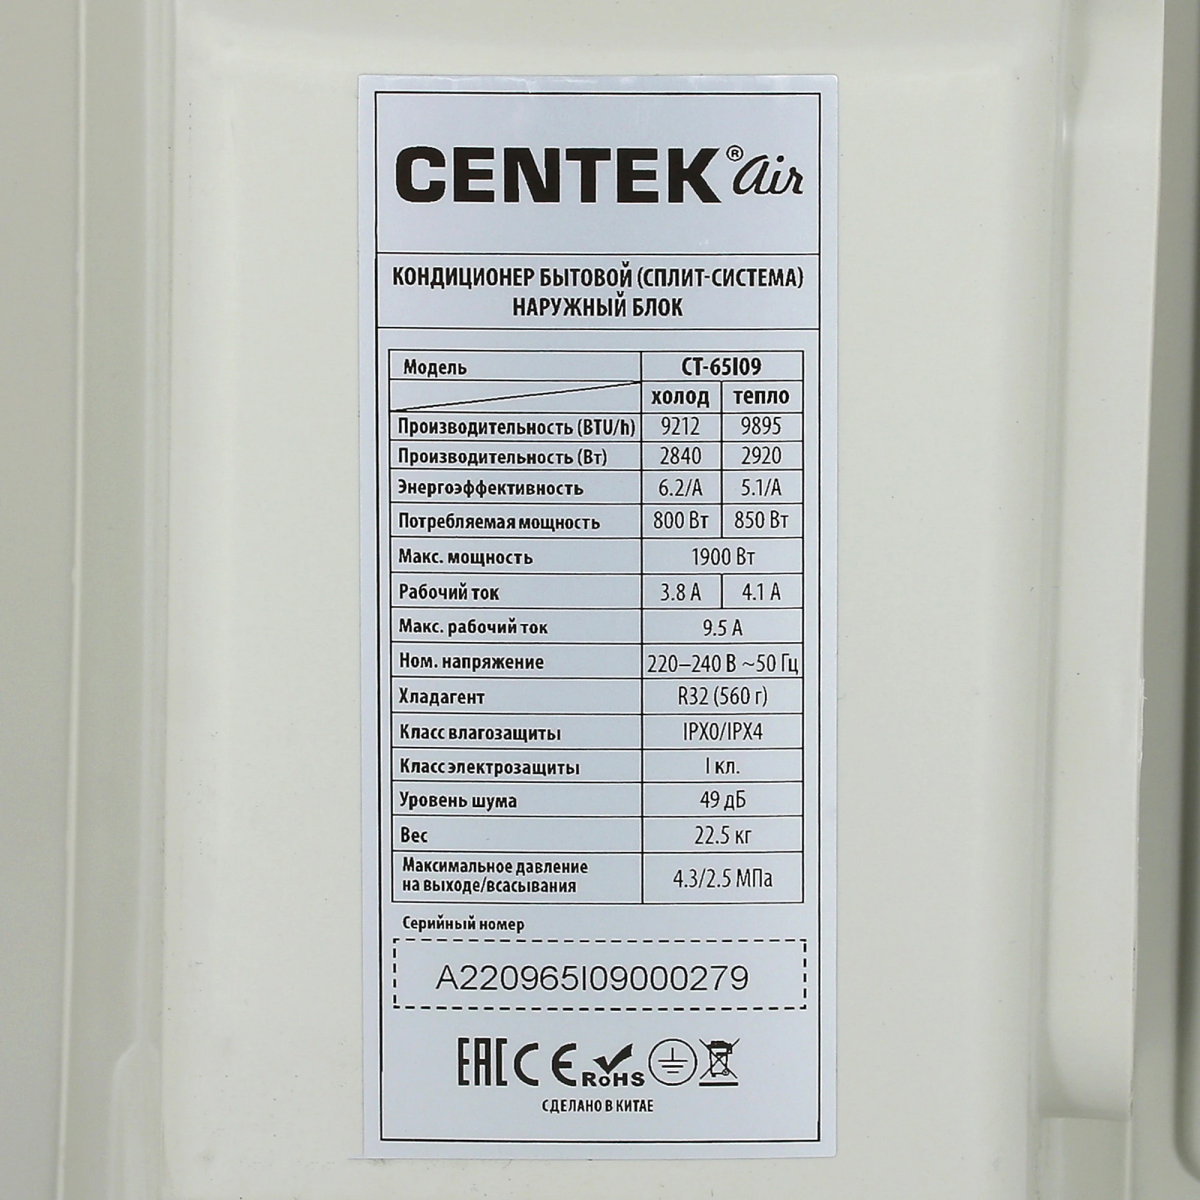 CENTEK® air
КОНДИЦИОНЕР БЫТОВОЙ (СПЛИТ-СИСТЕМА)
НАРУЖНЫЙ БЛОК
Модель CT-65I09
холод тепло
Производительность (BTU/h) 9212 9895
Производительность (Вт) 2840 2920
Энергоэффективность 6.2/A 5.1/A
Потребляемая мощность 800 Вт 850 Вт
Макс. мощность 1900 Вт
Рабочий ток 3.8 A 4.1 A
Макс. рабочий ток 9.5 A
Ном. напряжение 220–240 В ~50 Гц
Хладагент R32 (560 г)
Класс влагозащиты IPX0/IPX4
Класс электрозащиты I кл.
Уровень шума 49 дБ
Вес 22.5 кг
Максимальное давление
на выходе/всасывания 4.3/2.5 МПа
Серийный номер
A220965I09000279
EAC CE RoHS
СДЕЛАНО В КИТАЕ